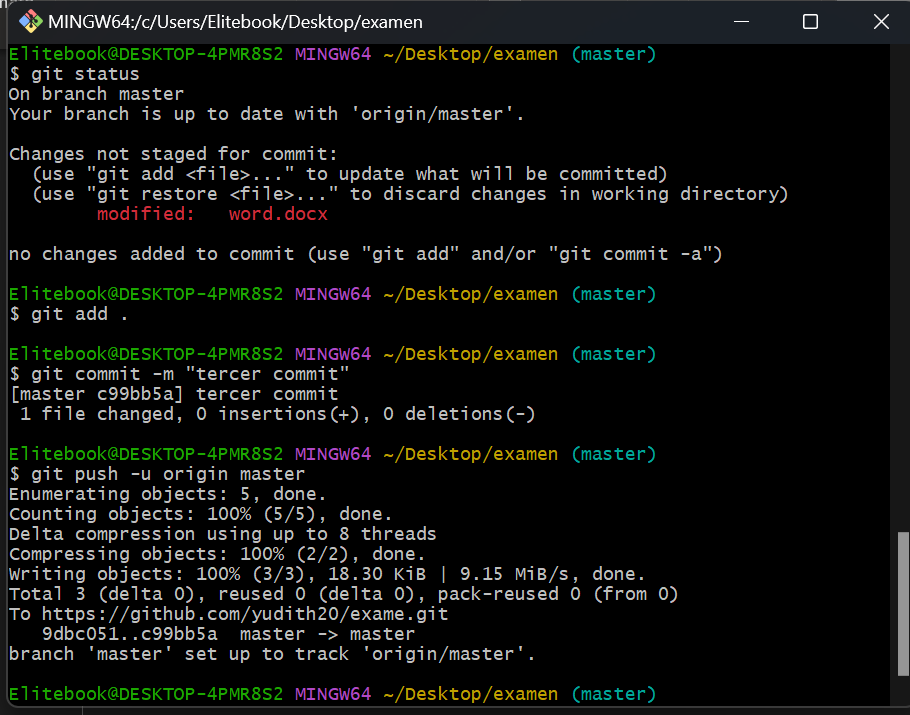 MINGW64:/c/Users/Elitebook/Desktop/examen
Elitebook@DESKTOP-4PMR8S2 MINGW64 ~/Desktop/examen (master)
$ git status
On branch master
Your branch is up to date with 'origin/master'.
Changes not staged for commit:
  (use "git add <file>..." to update what will be committed)
  (use "git restore <file>..." to discard changes in working directory)
        modified:   word.docx
no changes added to commit (use "git add" and/or "git commit -a")
Elitebook@DESKTOP-4PMR8S2 MINGW64 ~/Desktop/examen (master)
$ git add .
Elitebook@DESKTOP-4PMR8S2 MINGW64 ~/Desktop/examen (master)
$ git commit -m "tercer commit"
[master c99bb5a] tercer commit
 1 file changed, 0 insertions(+), 0 deletions(-)
Elitebook@DESKTOP-4PMR8S2 MINGW64 ~/Desktop/examen (master)
$ git push -u origin master
Enumerating objects: 5, done.
Counting objects: 100% (5/5), done.
Delta compression using up to 8 threads
Compressing objects: 100% (2/2), done.
Writing objects: 100% (3/3), 18.30 KiB | 9.15 MiB/s, done.
Total 3 (delta 0), reused 0 (delta 0), pack-reused 0 (from 0)
To https://github.com/yudith20/exame.git
   9dbc051..c99bb5a  master -> master
branch 'master' set up to track 'origin/master'.
Elitebook@DESKTOP-4PMR8S2 MINGW64 ~/Desktop/examen (master)